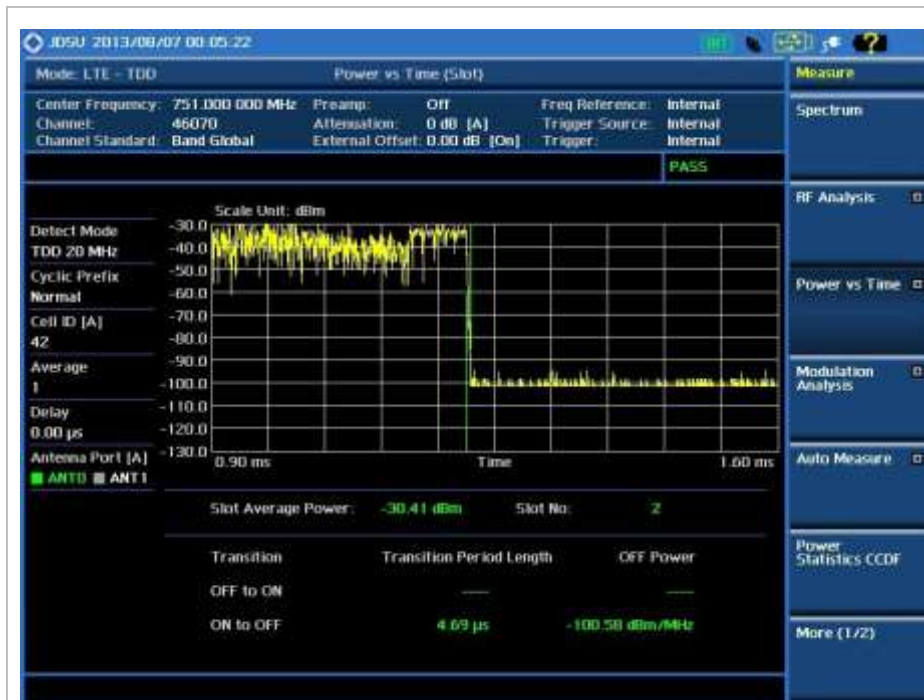 JDSU 2013/08/07 00:05:22
INT
Mode: LTE - TDD Power vs Time (Slot)
Measure
Center Frequency: 751.000 000 MHz Preamp: Off Freq Reference: Internal
Channel: 46070 Attenuation: 0 dB [A] Trigger Source: Internal
Channel Standard: Band Global External Offset: 0.00 dB [On] Trigger: Internal
PASS
Spectrum
RF Analysis
Power vs Time
Modulation
Analysis
Auto Measure
Power
Statistics CCDF
More (1/2)
Detect Mode
TDD 20 MHz
Cyclic Prefix
Normal
Cell ID [A]
42
Average
1
Delay
0.00 µs
Antenna Port [A]
ANT0 ANT1
Scale Unit: dBm
-30.0
-40.0
-50.0
-60.0
-70.0
-80.0
-90.0
-100.0
-110.0
-120.0
-130.0
0.90 ms Time 1.60 ms
Slot Average Power: -30.41 dBm Slot No: 2
Transition Transition Period Length OFF Power
OFF to ON ---- ----
ON to OFF 4.69 µs -100.58 dBm/MHz